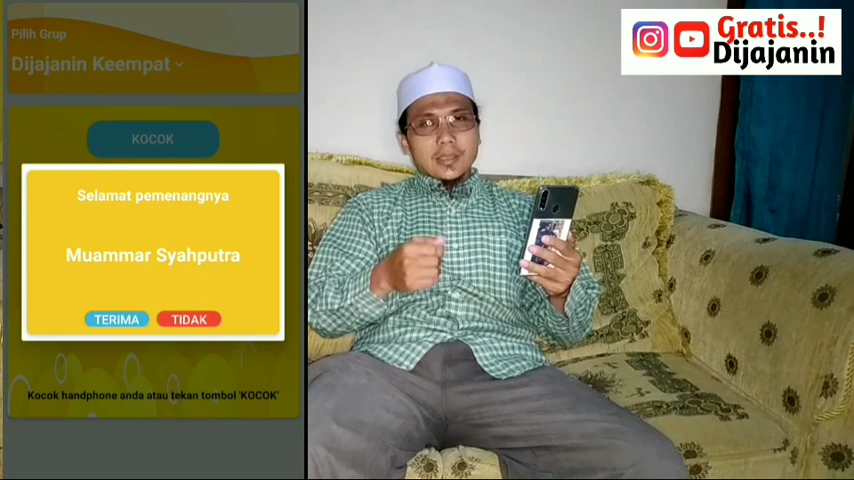 Pilih Grup
Dijajanin Keempat
KOCOK
Selamat pemenangnya
Muammar Syahputra
TERIMA TIDAK
Kocok handphone anda atau tekan tombol 'KOCOK'
Gratis..!
Dijajanin